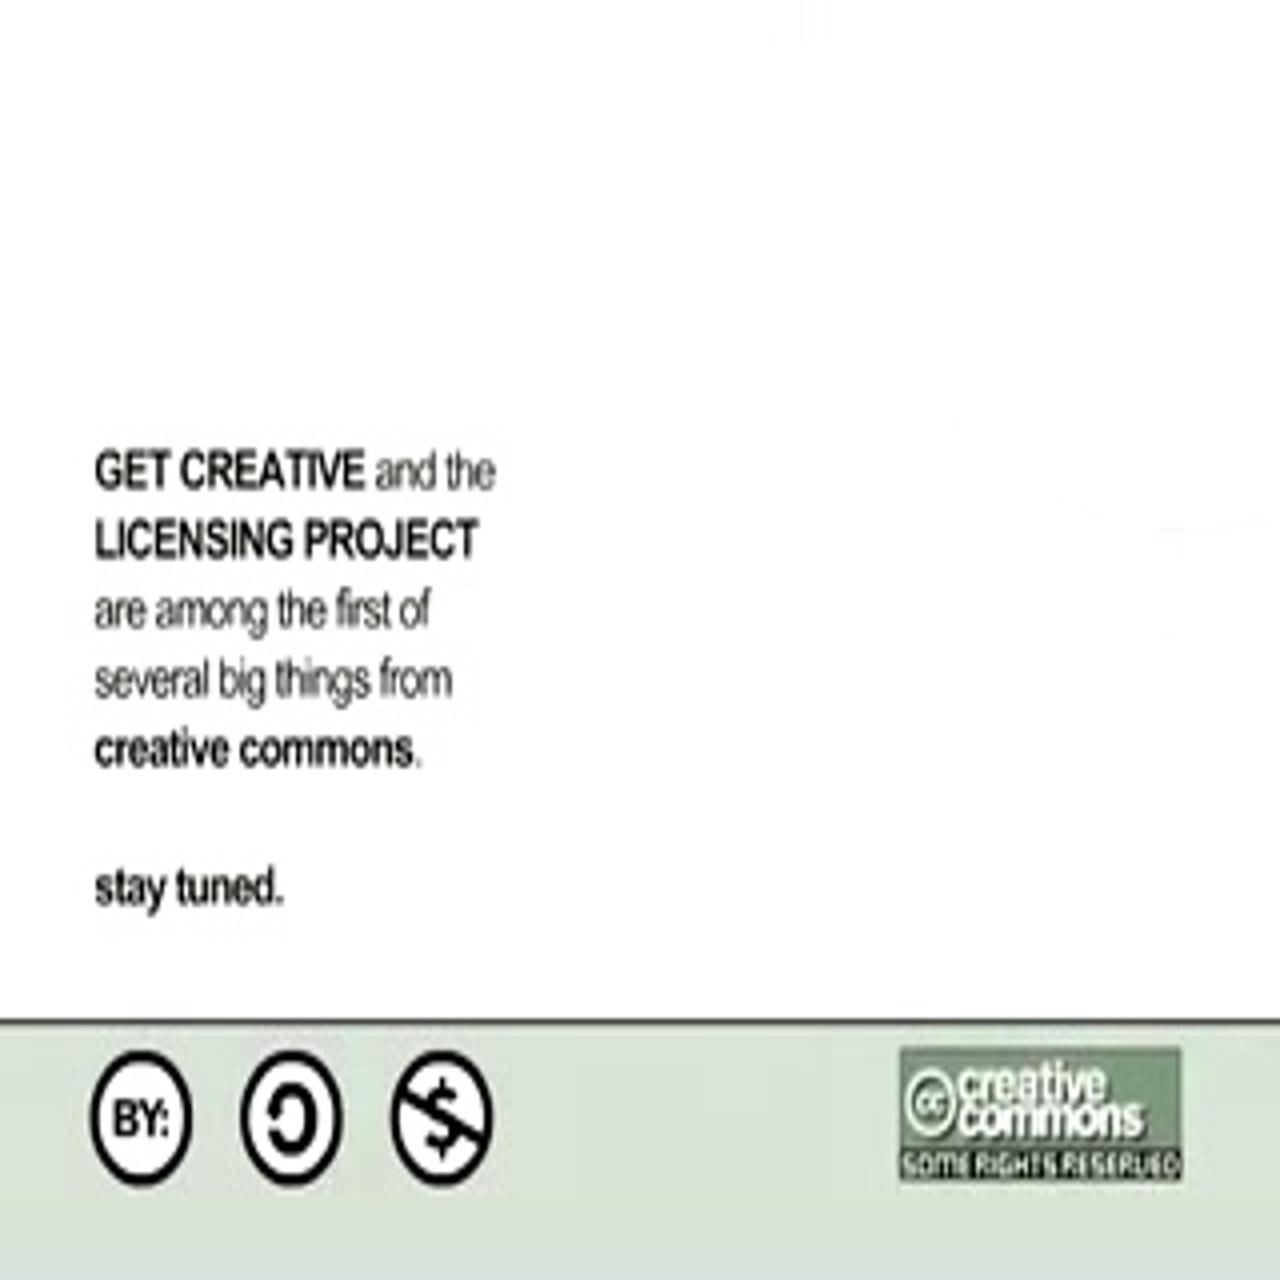 GET CREATIVE and the
LICENSING PROJECT
are among the first of
several big things from
creative commons.
stay tuned.
BY:
cc creative
commons
SOME RIGHTS RESERVED